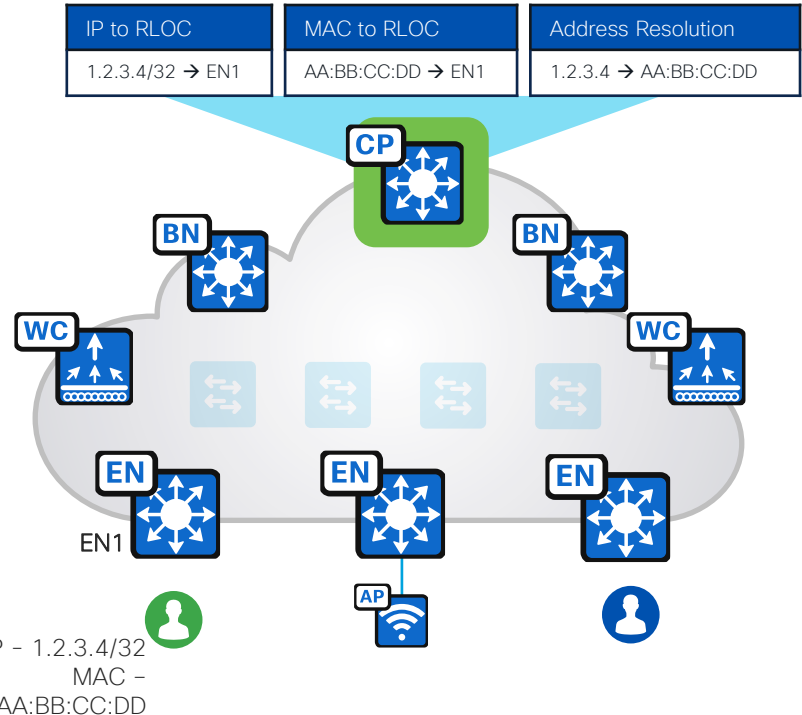 IP to RLOC
MAC to RLOC
Address Resolution
1.2.3.4/32 → EN1
AA:BB:CC:DD → EN1
1.2.3.4 → AA:BB:CC:DD
CP
BN
BN
WC
WC
EN
EN
EN
EN1
AP
P - 1.2.3.4/32
MAC -
AA:BB:CC:DD